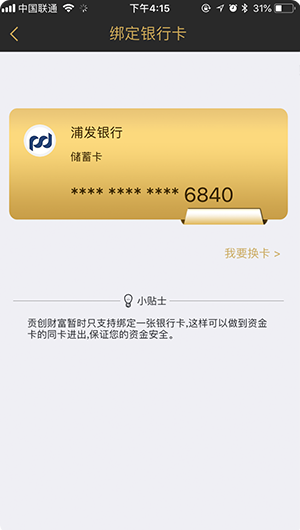 中国联通 下午4:15 31%
绑定银行卡
浦发银行
储蓄卡
**** **** **** 6840
我要换卡 >
小贴士
贡创财富暂时只支持绑定一张银行卡,这样可以做到资金
卡的同卡进出,保证您的资金安全。